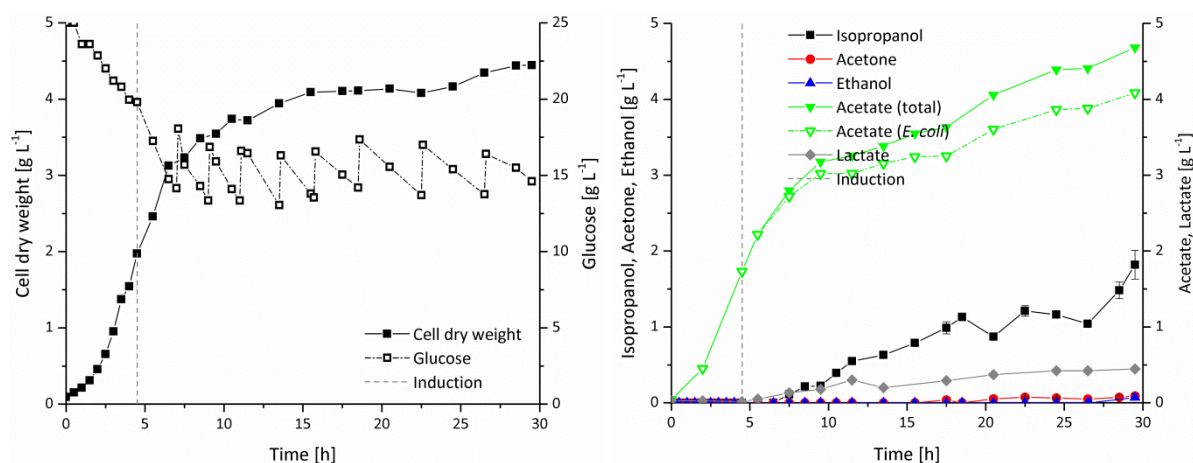 5
4
3
2
1
0
Cell dry weight [g L⁻¹]
25
20
15
10
5
0
Glucose [g L⁻¹]
Cell dry weight
Glucose
Induction
0 5 10 15 20 25 30
Time [h]
5
4
3
2
1
0
Isopropanol, Acetone, Ethanol [g L⁻¹]
Isopropanol
Acetone
Ethanol
Acetate (total)
Acetate (E. coli)
Lactate
Induction
5
4
3
2
1
0
Acetate, Lactate [g L⁻¹]
0 5 10 15 20 25 30
Time [h]